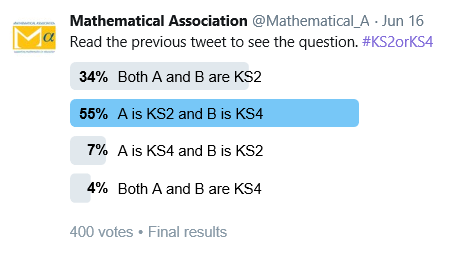 Mathematical Association @Mathematical_A · Jun 16
Read the previous tweet to see the question. #KS2orKS4
34% Both A and B are KS2
55% A is KS2 and B is KS4
7% A is KS4 and B is KS2
4% Both A and B are KS4
400 votes • Final results